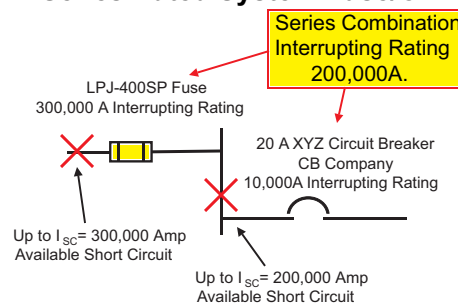 Series Combination
Interrupting Rating
200,000A.
LPJ-400SP Fuse
300,000 A Interrupting Rating
20 A XYZ Circuit Breaker
CB Company
10,000A Interrupting Rating
Up to I SC= 300,000 Amp
Available Short Circuit
Up to I SC= 200,000 Amp
Available Short Circuit